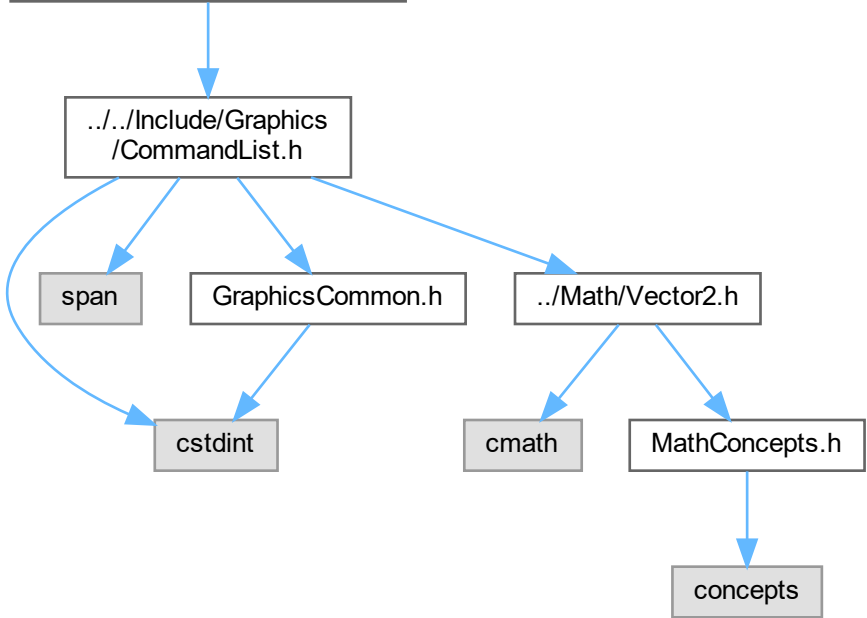 ../../Include/Graphics
/CommandList.h
span
GraphicsCommon.h
../Math/Vector2.h
cstdint
cmath
MathConcepts.h
concepts